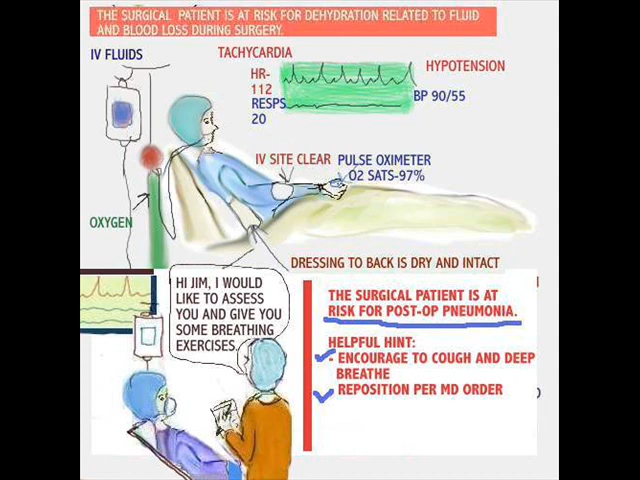 THE SURGICAL PATIENT IS AT RISK FOR DEHYDRATION RELATED TO FLUID
AND BLOOD LOSS DURING SURGERY.
IV FLUIDS
TACHYCARDIA
HR-
112
RESPS
20
HYPOTENSION
BP 90/55
IV SITE CLEAR
PULSE OXIMETER
O2 SATS-97%
OXYGEN
DRESSING TO BACK IS DRY AND INTACT
HI JIM, I WOULD
LIKE TO ASSESS
YOU AND GIVE YOU
SOME BREATHING
EXERCISES.
THE SURGICAL PATIENT IS AT
RISK FOR POST-OP PNEUMONIA.
HELPFUL HINT:
- ENCOURAGE TO COUGH AND DEEP
BREATHE
REPOSITION PER MD ORDER